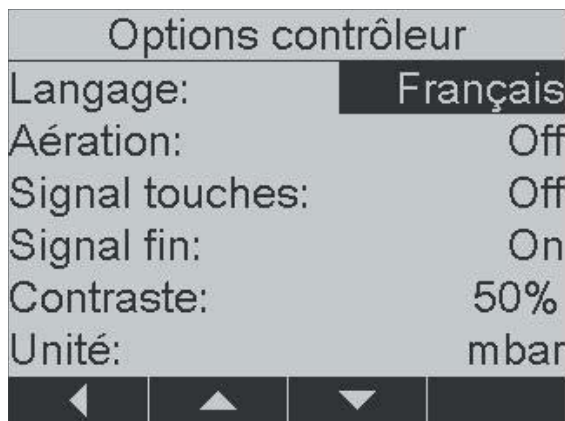 Options contrôleur
Langage: Français
Aération: Off
Signal touches: Off
Signal fin: On
Contraste: 50%
Unité: mbar